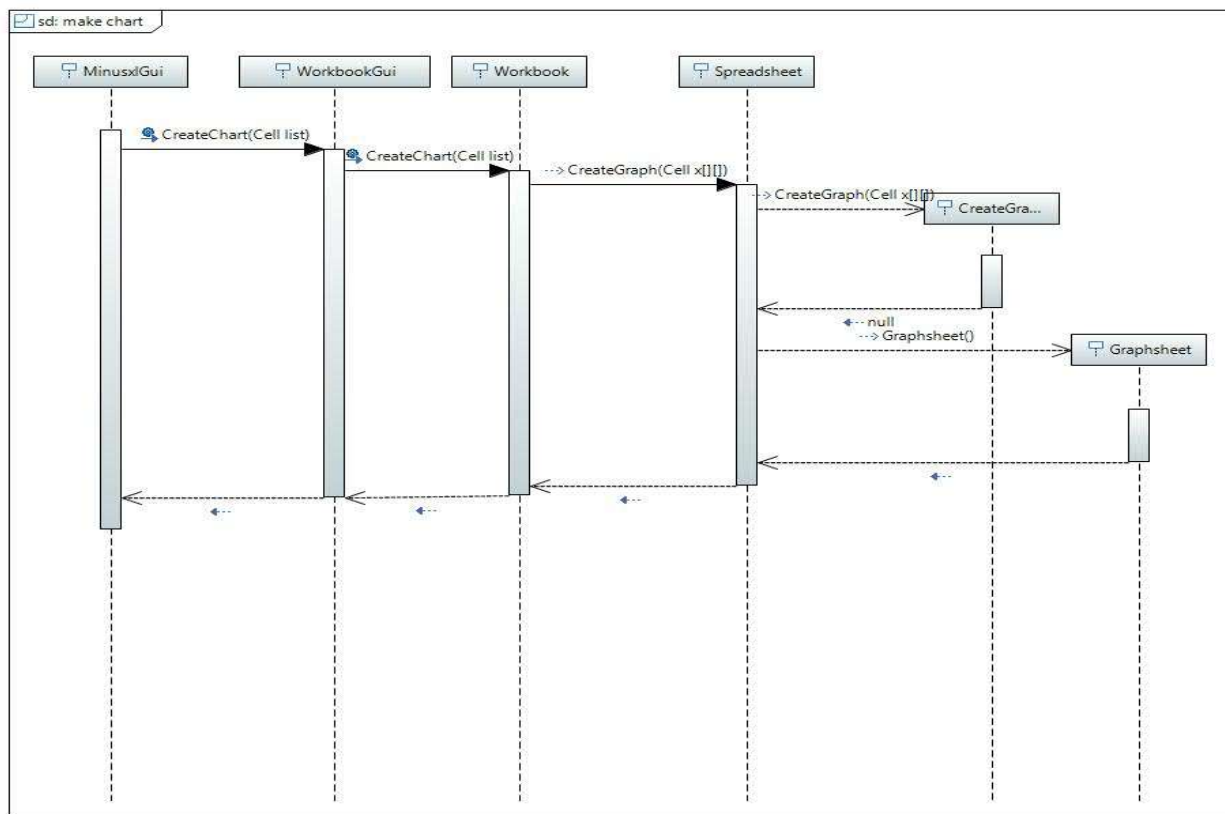 sd: make chart
MinusxlGui
WorkbookGui
Workbook
Spreadsheet
CreateChart(Cell list)
CreateChart(Cell list)
CreateGraph(Cell x[][])
CreateGraph(Cell x[][])
CreateGra...
null
Graphsheet()
Graphsheet